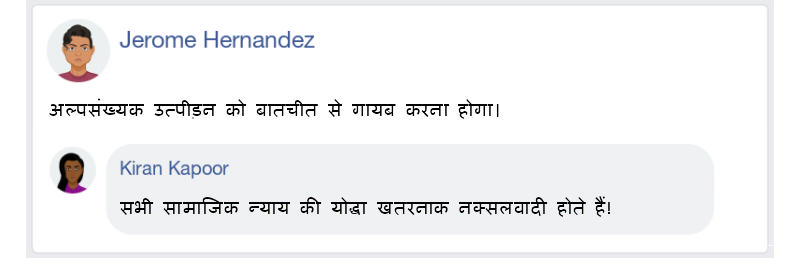 Jerome Hernandez
अल्पसंख्यक उत्पीड़न को बातचीत से गायब करना होगा।
Kiran Kapoor
सभी सामाजिक न्याय की योद्धा खतरनाक नक्सलवादी होते हैं!